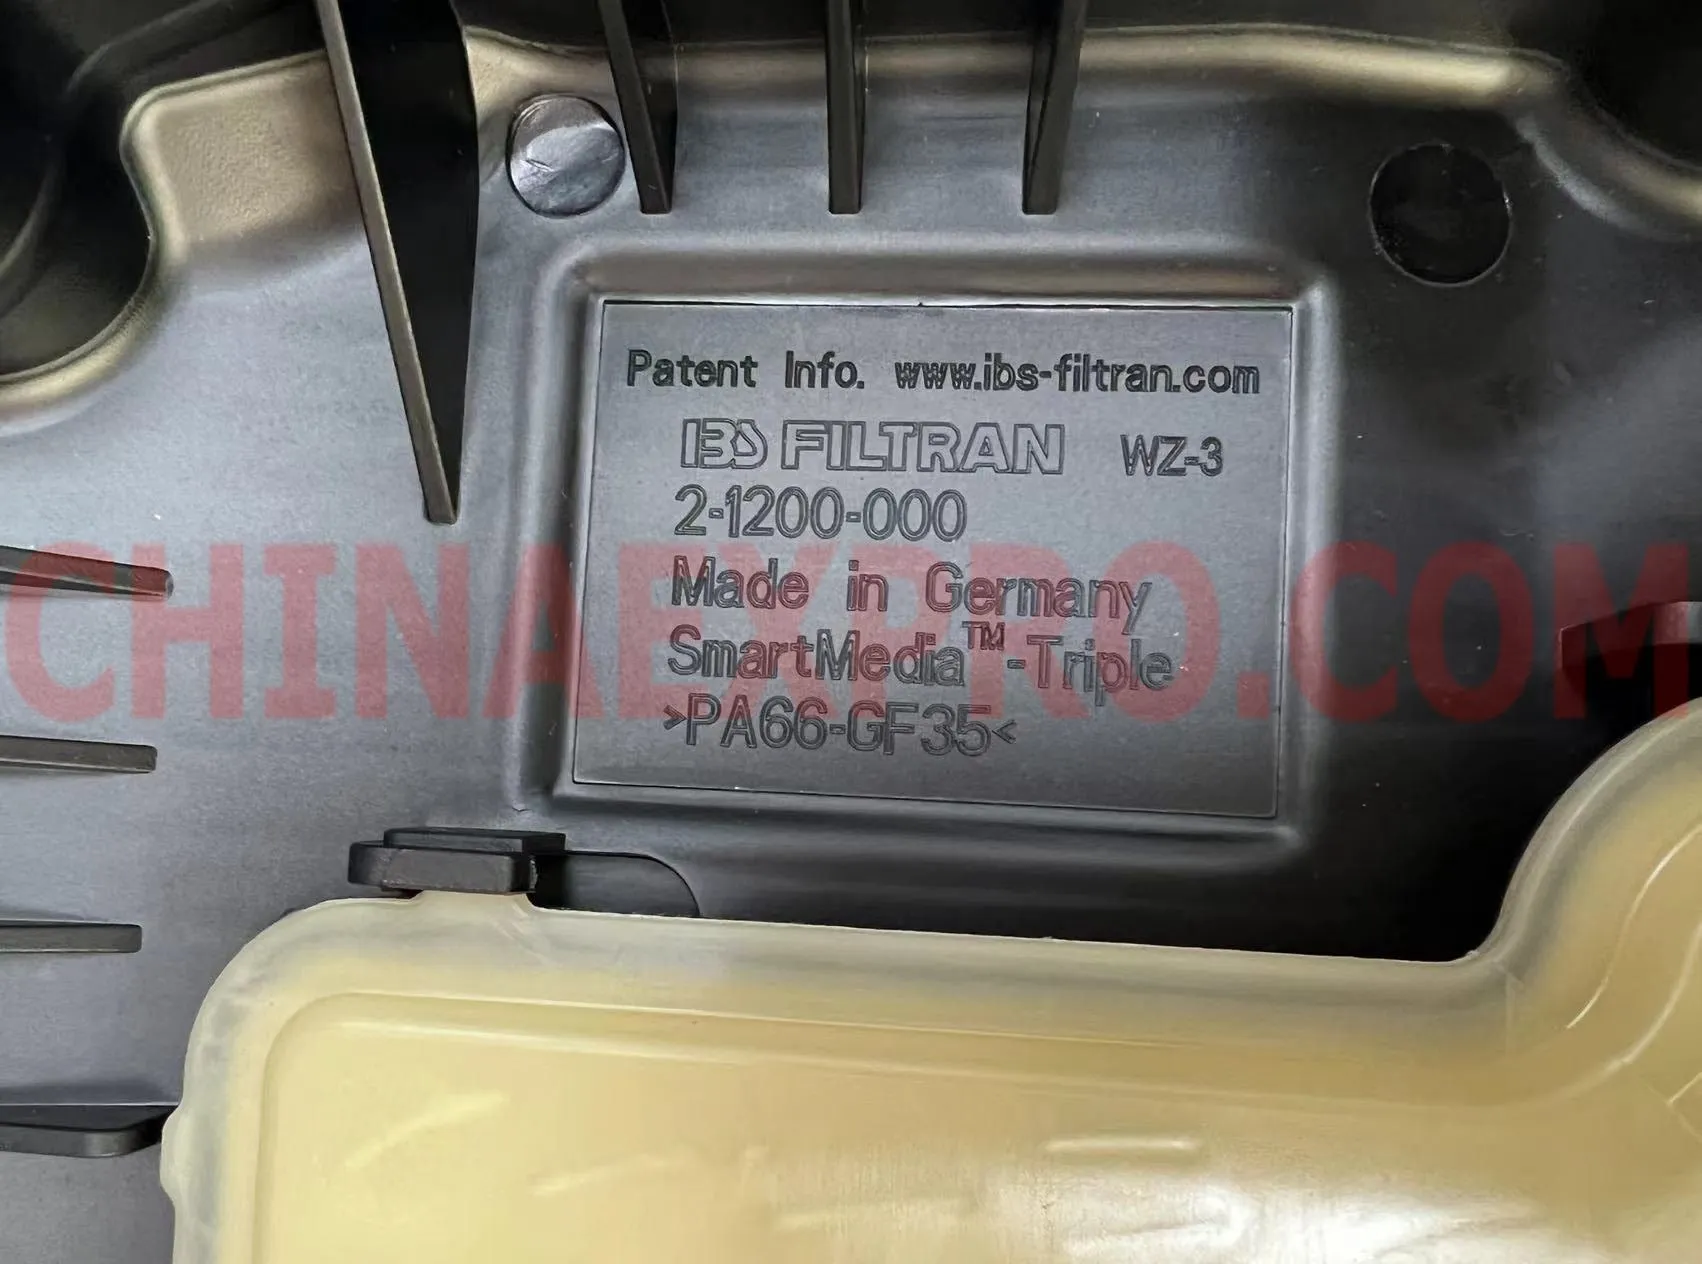 Patent Info. www.ibs-filtran.com
IBS FILTRAN WZ-3
2-1200-000
Made in Germany
SmartMedia™-Triple
>PA66-GF35<
CHINAEXPRO.COM